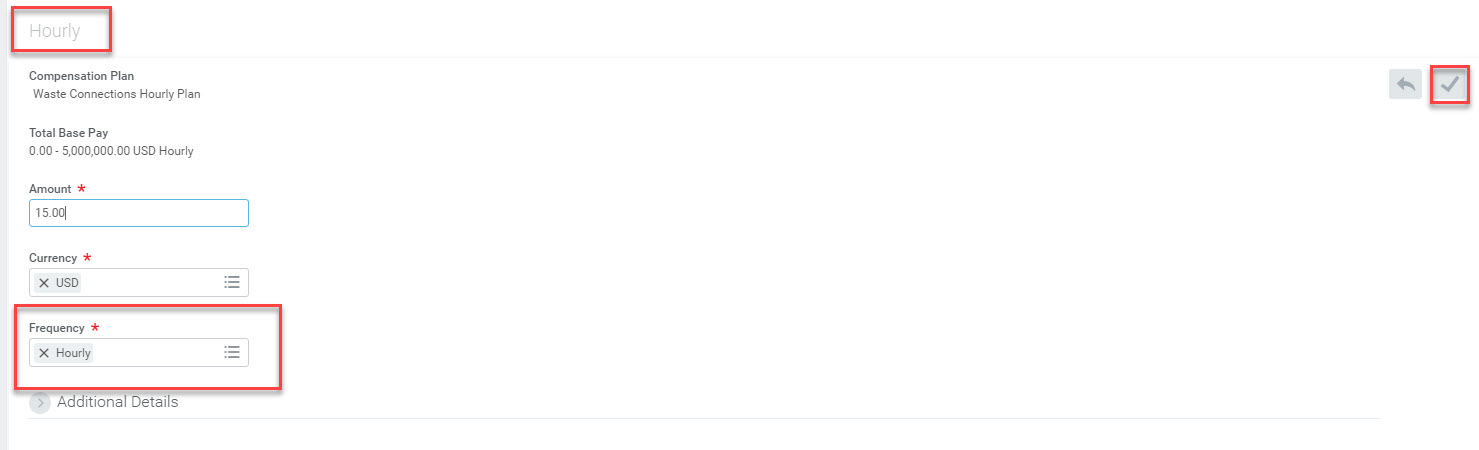 Hourly
Compensation Plan
Waste Connections Hourly Plan
Total Base Pay
0.00 - 5,000,000.00 USD Hourly
Amount *
15.00
Currency *
USD
Frequency *
Hourly
Additional Details